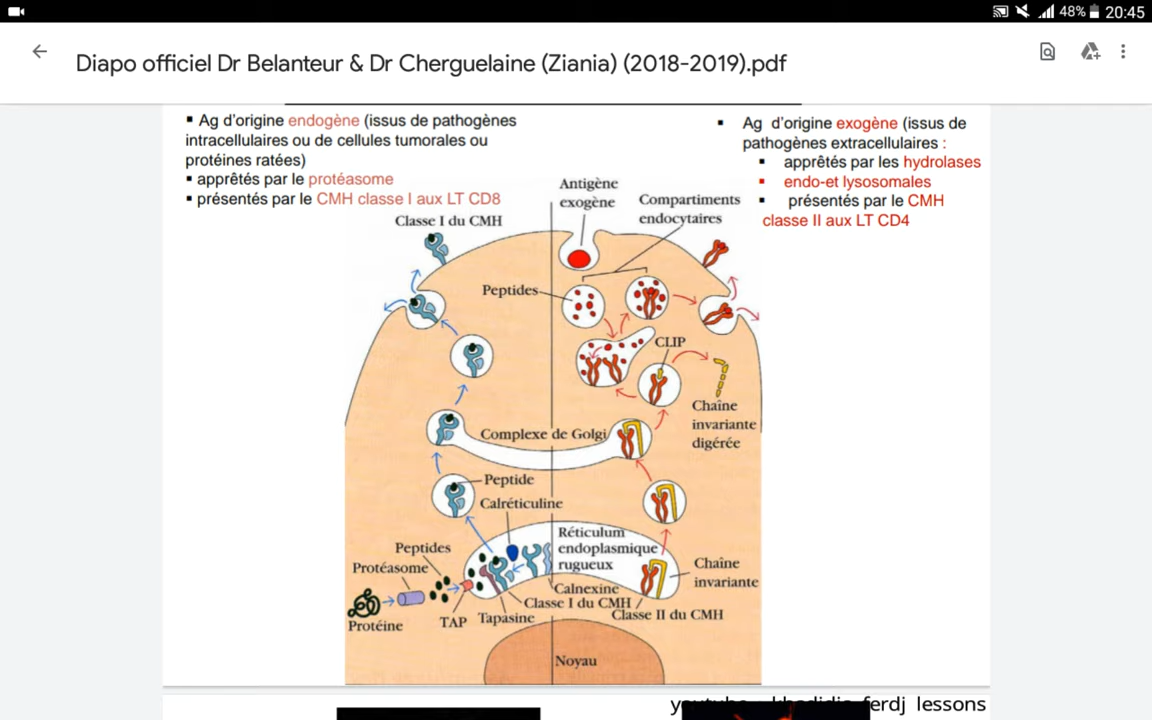 48% 20:45
Diapo officiel Dr Belanteur & Dr Cherguelaine (Ziania) (2018-2019).pdf
▪ Ag d'origine endogène (issus de pathogènes
intracellulaires ou de cellules tumorales ou
protéines ratées)
▪ apprêtés par le protéasome
▪ présentés par le CMH classe I aux LT CD8
▪ Ag d'origine exogène (issus de
pathogènes extracellulaires :
▪ apprêtés par les hydrolases
▪ endo-et lysosomales
▪ présentés par le CMH
classe II aux LT CD4
Antigène
exogène
Compartiments
endocytaires
Classe I du CMH
Peptides
CLIP
Chaîne
invariante
digérée
Complexe de Golgi
Peptide
Calréticuline
Réticulum
endoplasmique
rugueux
Peptides
Protéasome
Chaîne
invariante
Calnexine
Classe I du CMH
Classe II du CMH
Protéine
TAP
Tapasine
Noyau
ferdj lessons